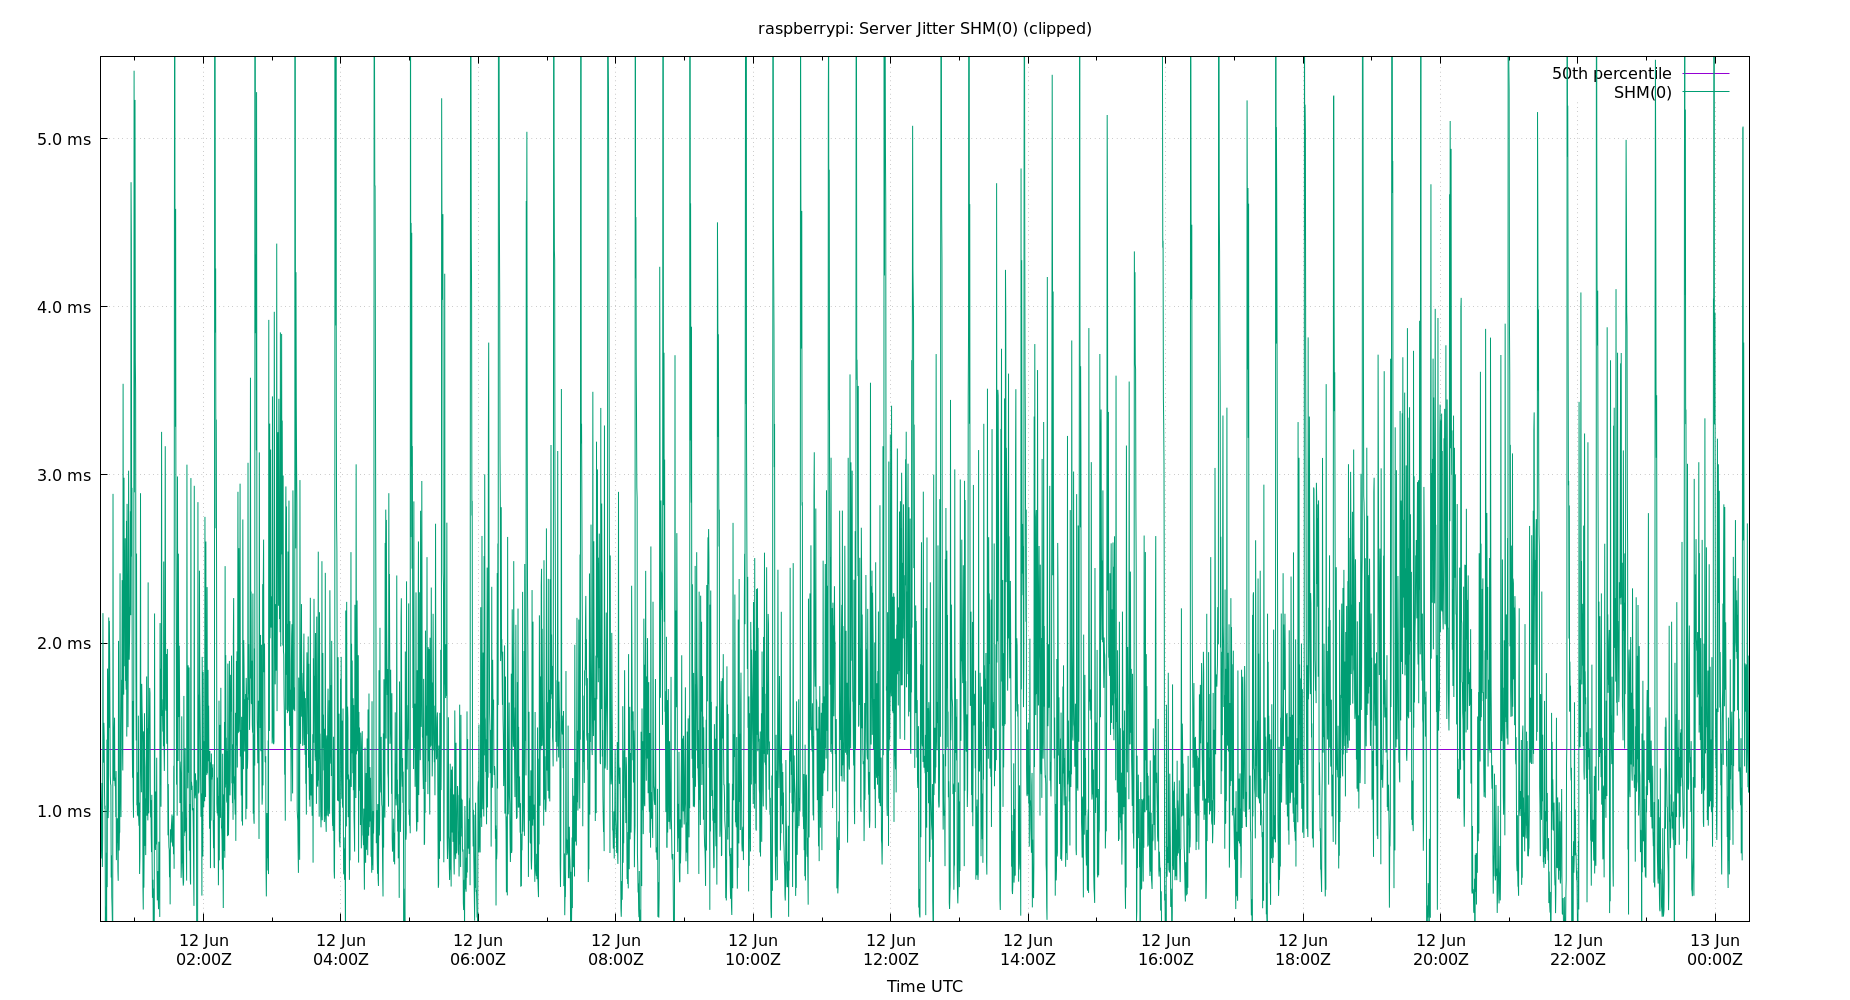 raspberrypi: Server Jitter SHM(0) (clipped)
50th percentile
SHM(0)
5.0 ms
4.0 ms
3.0 ms
2.0 ms
1.0 ms
12 Jun 12 Jun 12 Jun 12 Jun 12 Jun 12 Jun 12 Jun 12 Jun 12 Jun 12 Jun 12 Jun 13 Jun
02:00Z 04:00Z 06:00Z 08:00Z 10:00Z 12:00Z 14:00Z 16:00Z 18:00Z 20:00Z 22:00Z 00:00Z
Time UTC